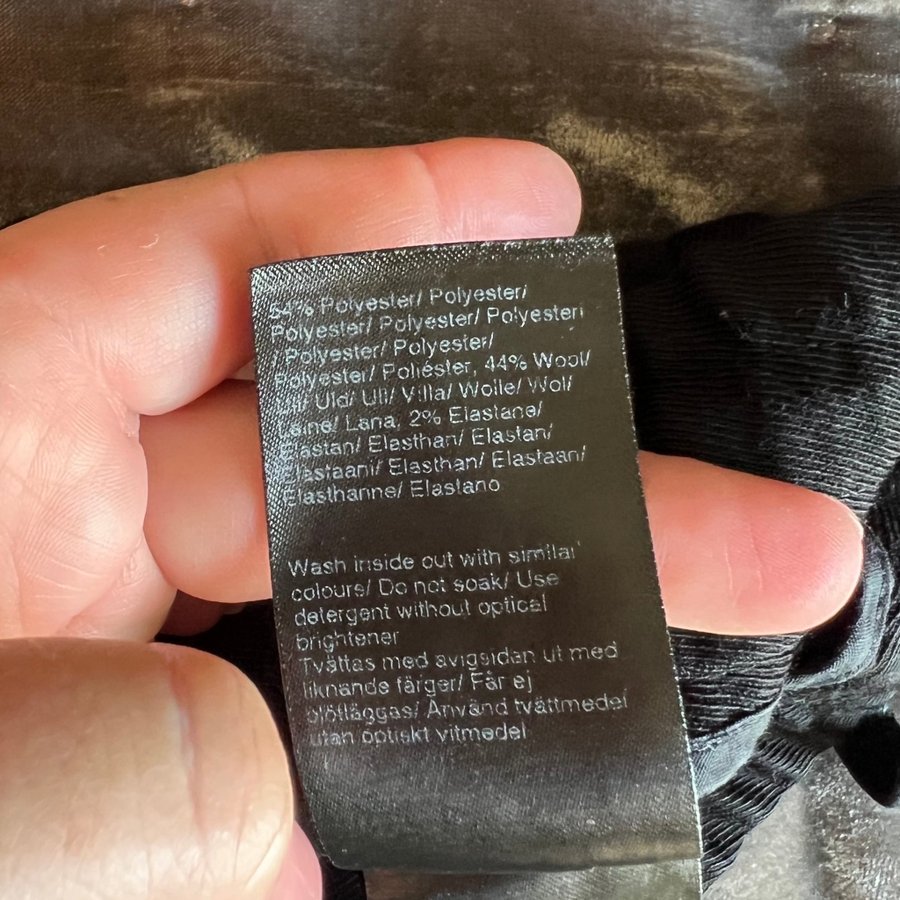 54% Polyester/ Polyester/
Polyester/ Polyester/ Polyester/
/ Polyester/ Polyester/
Polyester/ Poliéster, 44% Wool/
Ull/ Uld/ Ull/ Villa/ Wolle/ Wol/
Laine/ Lana, 2% Elastane/
Elastan/ Elasthan/ Elastan/
Elastaani/ Elasthan/ Elastaan/
Elasthanne/ Elastano
Wash inside out with similar
colours/ Do not soak/ Use
detergent without optical
brightener
Tvättas med avigsidan ut med
liknande färger/ Får ej
blötläggas/ Använd tvättmedel
utan optiskt vitmedel